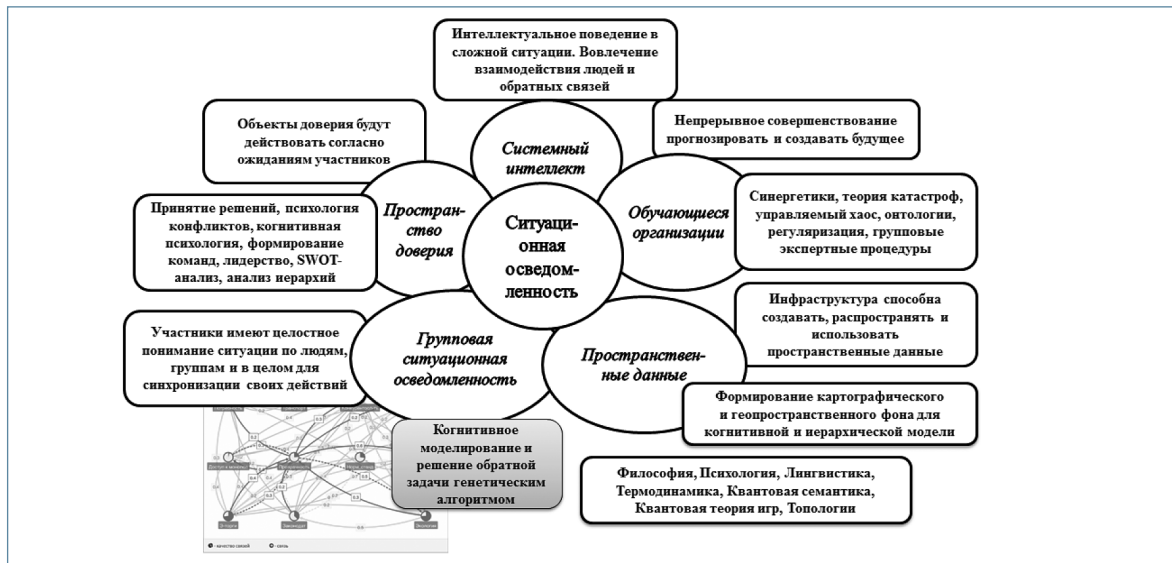 Интеллектуальное поведение в
сложной ситуации. Вовлечение
взаимодействия людей и
обратных связей
Объекты доверия будут
действовать согласно
ожиданиям участников
Системный
интеллект
Непрерывное совершенствование
прогнозировать и создавать будущее
Принятие решений, психология
конфликтов, когнитивная
психология, формирование
команд, лидерство, SWOT-
анализ, анализ иерархий
Простран-
ство
доверия
Ситуаци-
онная
осведом-
ленность
Обучающиеся
организации
Синергетики, теория катастроф,
управляемый хаос, онтологии,
регуляризация, групповые
экспертные процедуры
Участники имеют целостное
понимание ситуации по людям,
группам и в целом для
синхронизации своих действий
Групповая
ситуационная
осведомленность
Пространствен-
ные данные
Инфраструктура способна
создавать, распространять и
использовать
пространственные данные
Формирование картографического
и геопространственного фона для
когнитивной и иерархической модели
Когнитивное
моделирование и
решение обратной
задачи генетическим
алгоритмом
Философия, Психология, Лингвистика,
Термодинамика, Квантовая семантика,
Квантовая теория игр, Топологии